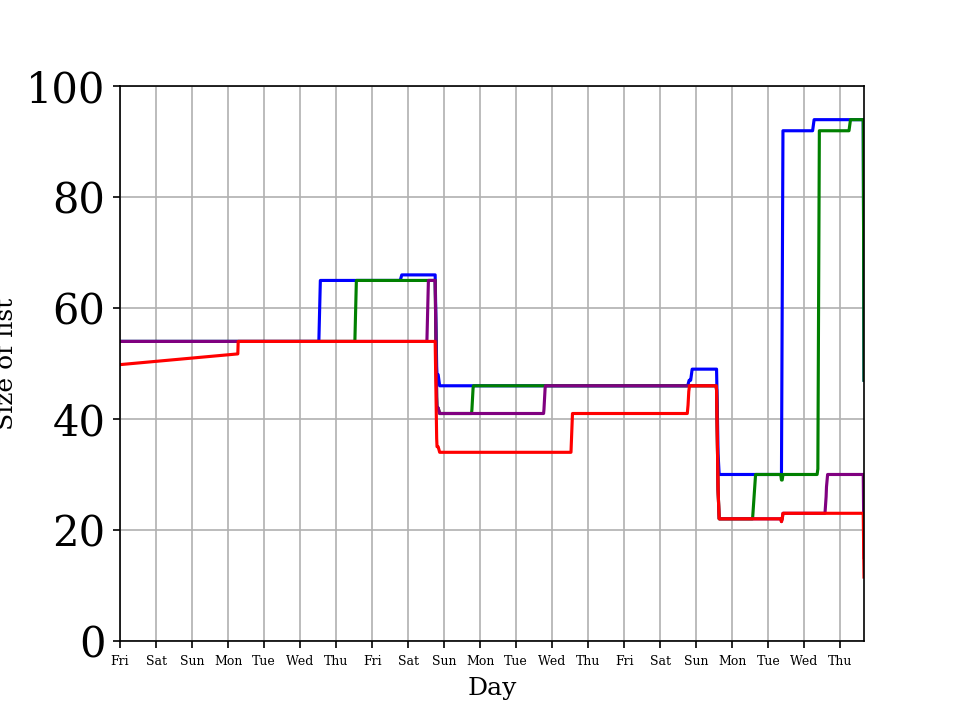 100
80
60
40
20
0
Size of list
Fri Sat Sun Mon Tue Wed Thu Fri Sat Sun Mon Tue Wed Thu Fri Sat Sun Mon Tue Wed Thu
Day